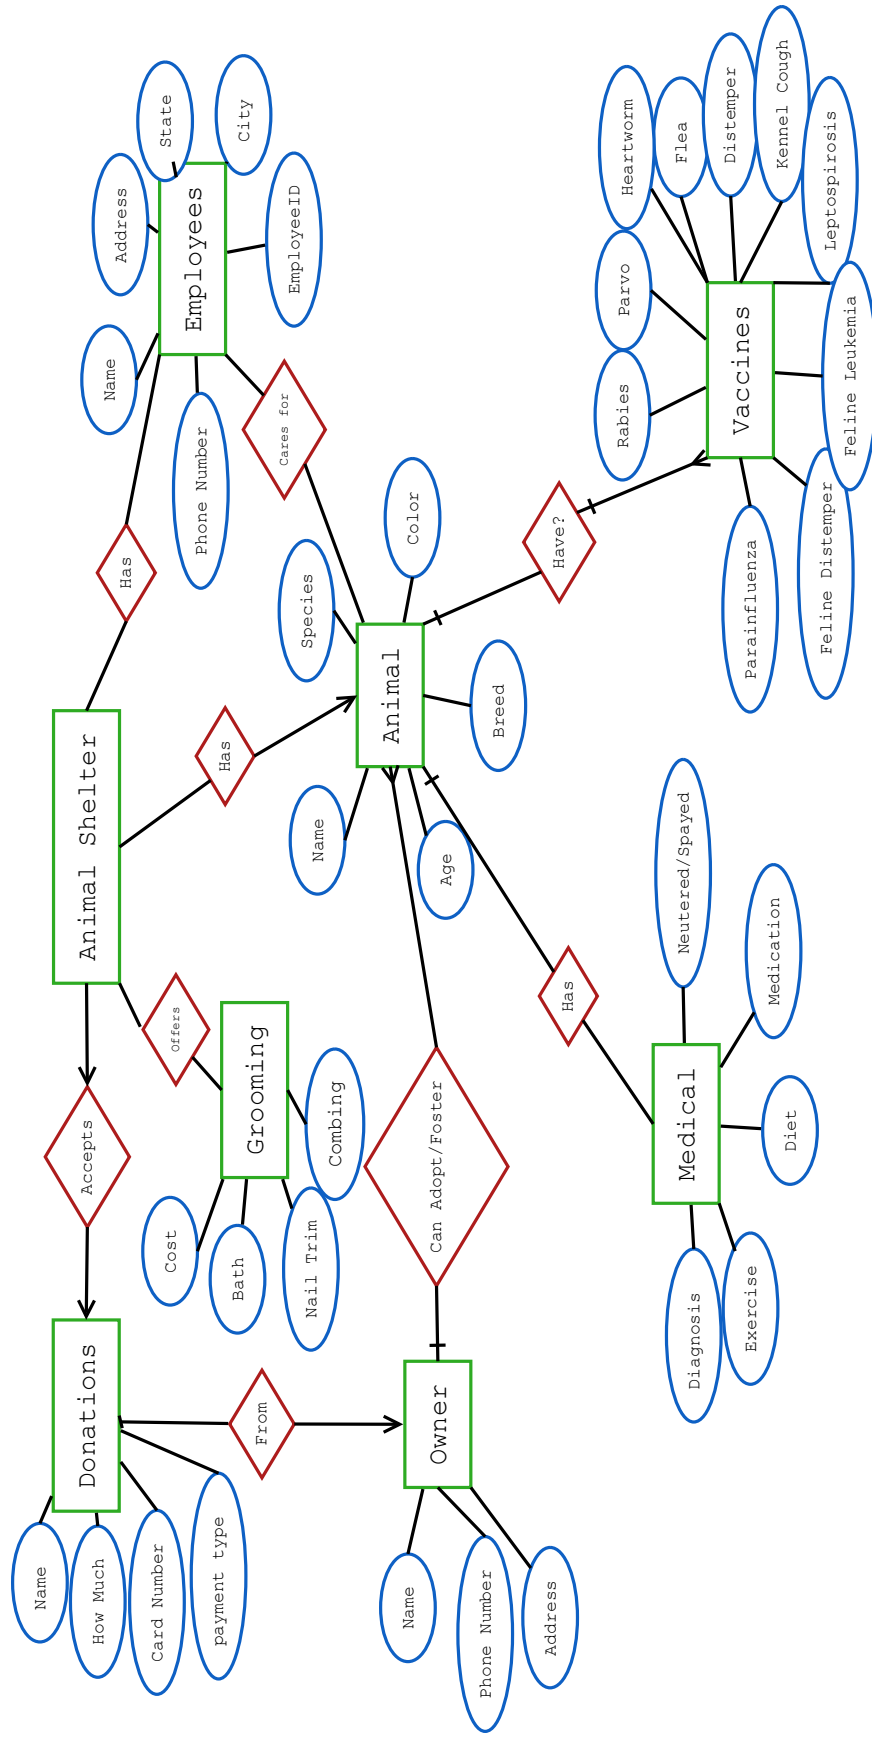 Name
How Much
Card Number
payment type
Donations
From
Owner
Name
Phone Number
Address
Accepts
Cost
Bath
Nail Trim
Combing
Grooming
Offers
Can Adopt/Foster
Animal Shelter
Has
Has
Name
Age
Animal
Species
Color
Breed
Name
Address
State
City
EmployeeID
Phone Number
Employees
Cares for
Have?
Vaccines
Rabies
Parvo
Heartworm
Flea
Distemper
Kennel Cough
Leptospirosis
Feline Leukemia
Feline Distemper
Parainfluenza
Has
Medical
Neutered/Spayed
Medication
Diet
Exercise
Diagnosis